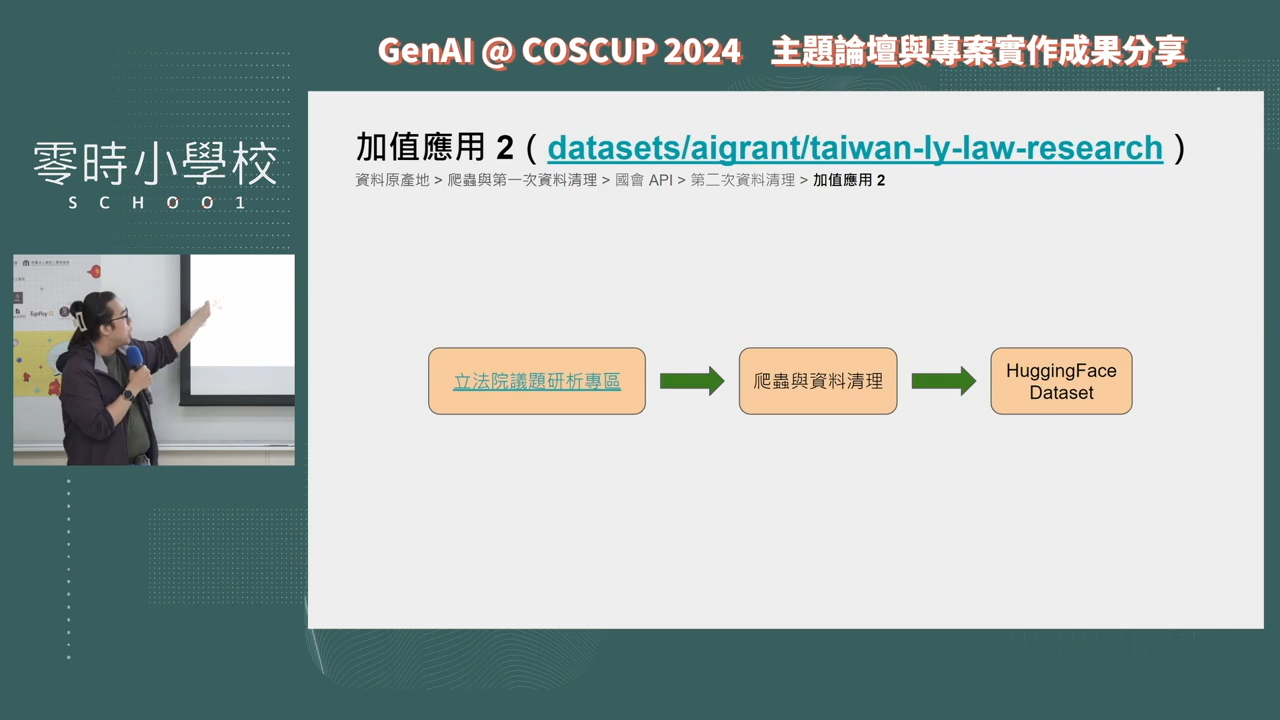 GenAI @ COSCUP 2024 主題論壇與專案實作成果分享
零時小學校
SCHOO1
加值應用 2（datasets/aigrant/taiwan-ly-law-research）
資料原產地 > 爬蟲與第一次資料清理 > 國會 API > 第二次資料清理 > 加值應用 2
立法院議題研析專區
爬蟲與資料清理
HuggingFace
Dataset
TapPay